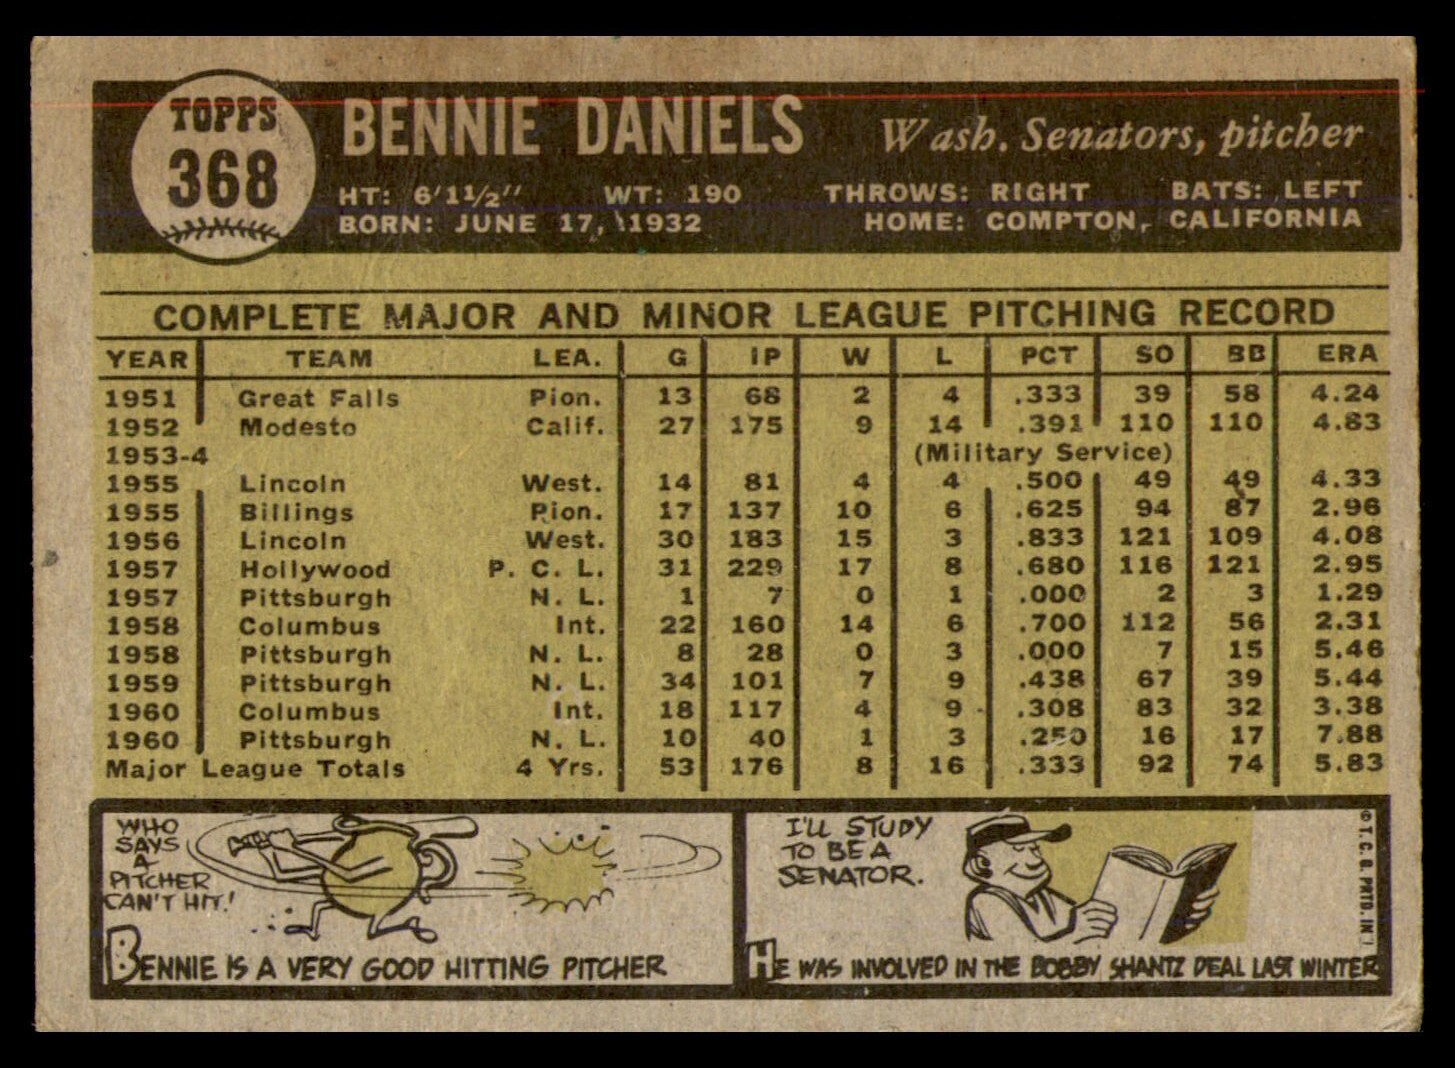 TOPPS
368
BENNIE DANIELS Wash. Senators, pitcher
HT: 6'1½" WT: 190 THROWS: RIGHT BATS: LEFT
BORN: JUNE 17, 1932 HOME: COMPTON, CALIFORNIA
COMPLETE MAJOR AND MINOR LEAGUE PITCHING RECORD
YEAR TEAM LEA. G IP W L PCT SO BB ERA
1951 Great Falls Pion. 13 68 2 4 .333 39 58 4.24
1952 Modesto Calif. 27 175 9 14 .391 110 110 4.83
1953-4 (Military Service)
1955 Lincoln West. 14 81 4 4 .500 49 49 4.33
1955 Billings Pion. 17 137 10 6 .625 94 87 2.96
1956 Lincoln West. 30 183 15 3 .833 121 109 4.08
1957 Hollywood P. C. L. 31 229 17 8 .680 116 121 2.95
1957 Pittsburgh N. L. 1 7 0 1 .000 2 3 1.29
1958 Columbus Int. 22 160 14 6 .700 112 56 2.31
1958 Pittsburgh N. L. 8 28 0 3 .000 7 15 5.46
1959 Pittsburgh N. L. 34 101 7 9 .438 67 39 5.44
1960 Columbus Int. 18 117 4 9 .308 83 32 3.38
1960 Pittsburgh N. L. 10 40 1 3 .250 16 17 7.88
Major League Totals 4 Yrs. 53 176 8 16 .333 92 74 5.83
WHO
SAYS
A
PITCHER
CAN'T HIT!
BENNIE IS A VERY GOOD HITTING PITCHER
I'LL STUDY
TO BE A
SENATOR.
HE WAS INVOLVED IN THE BOBBY SHANTZ DEAL LAST WINTER
© T. C. G. PRTD. IN